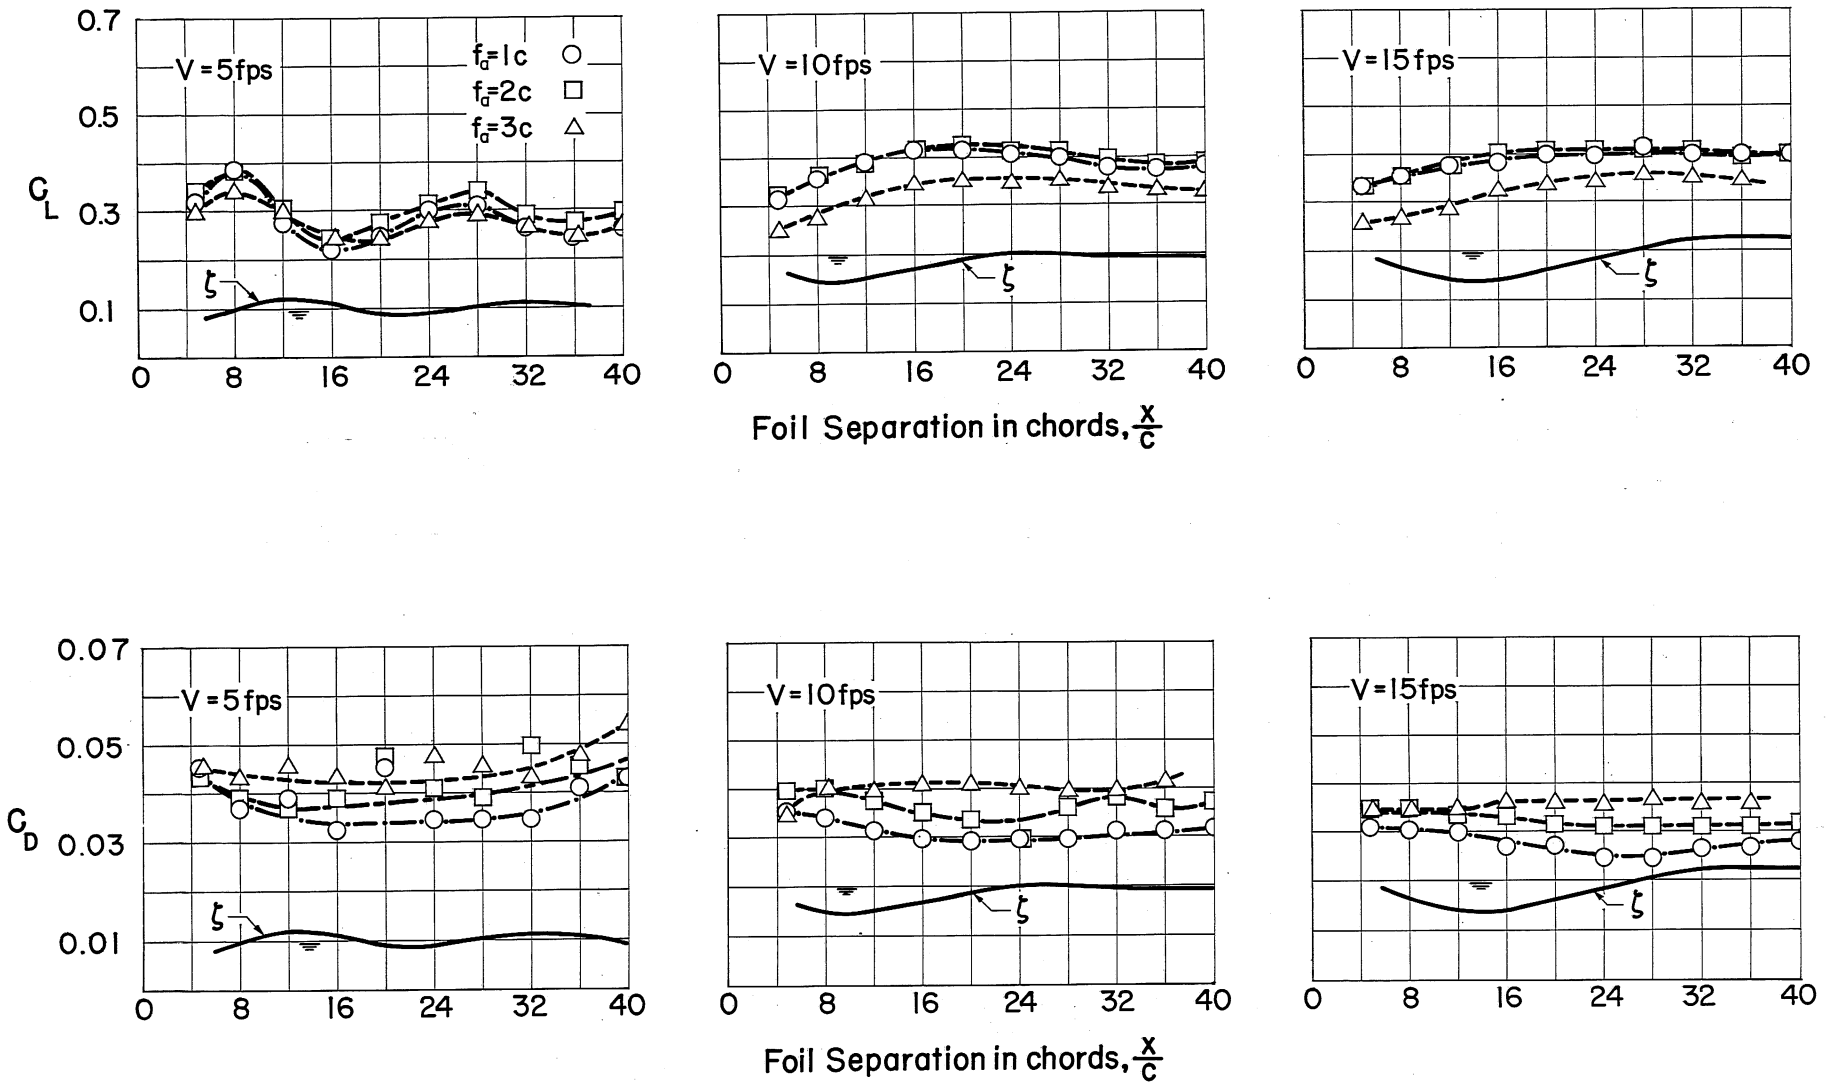 0.7
0.5
0.3
0.1
C_L
V = 5 fps
fₐ=1c
fₐ=2c
fₐ=3c
ζ
0 8 16 24 32 40
V = 10 fps
ζ
0 8 16 24 32 40
V = 15 fps
ζ
0 8 16 24 32 40
Foil Separation in chords, x/c
0.07
0.05
0.03
0.01
C_D
V = 5 fps
ζ
0 8 16 24 32 40
V = 10 fps
ζ
0 8 16 24 32 40
V = 15 fps
ζ
0 8 16 24 32 40
Foil Separation in chords, x/c